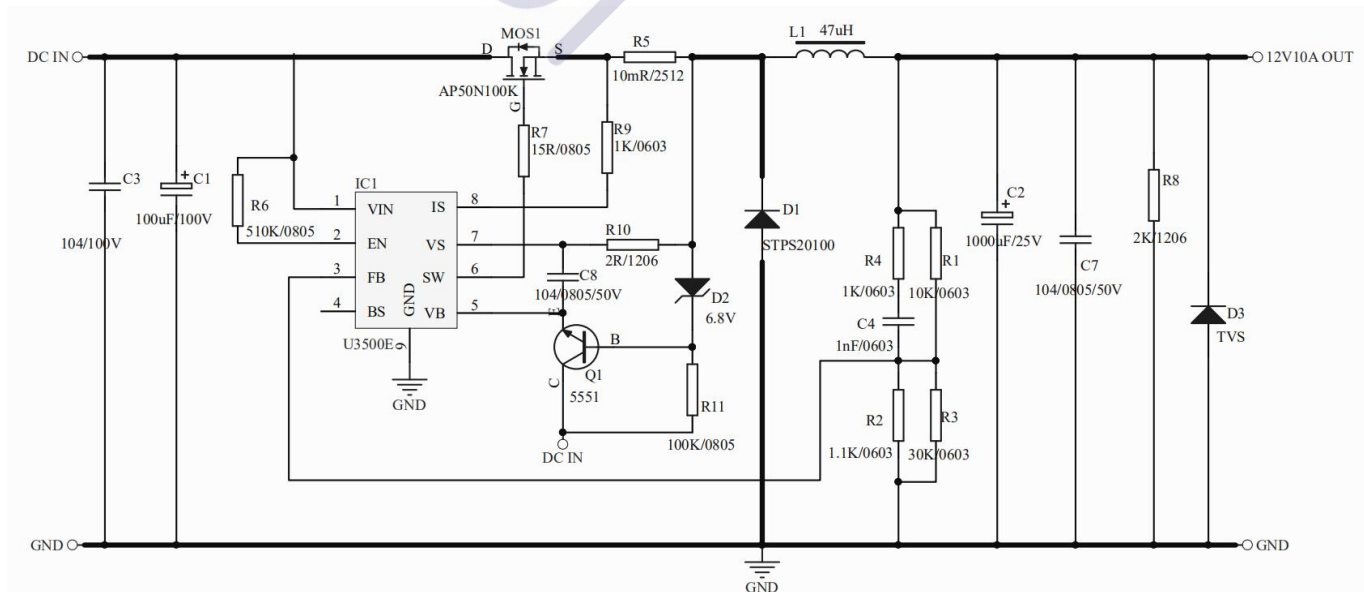 MOS1
D
S
R5
L1
47uH
DC IN
12V10A OUT
10mR/2512
AP50N100K
G
R7
15R/0805
R9
1K/0603
C3
C1
+
IC1
R6
1
VIN
IS
8
R8
100uF/100V
510K/0805
C2
+
D1
104/100V
2
EN
VS
7
R10
STPS20100
1000uF/25V
2K/1206
2R/1206
R4
R1
3
FB
SW
6
C8
C7
1K/0603
10K/0603
104/0805/50V
D2
104/0805/50V
4
BS
GND
VB
5
E
6.8V
C4
D3
U3500E
9
B
1nF/0603
TVS
Q1
C
5551
GND
R11
R2
R3
100K/0805
1.1K/0603
30K/0603
DC IN
GND
GND
GND